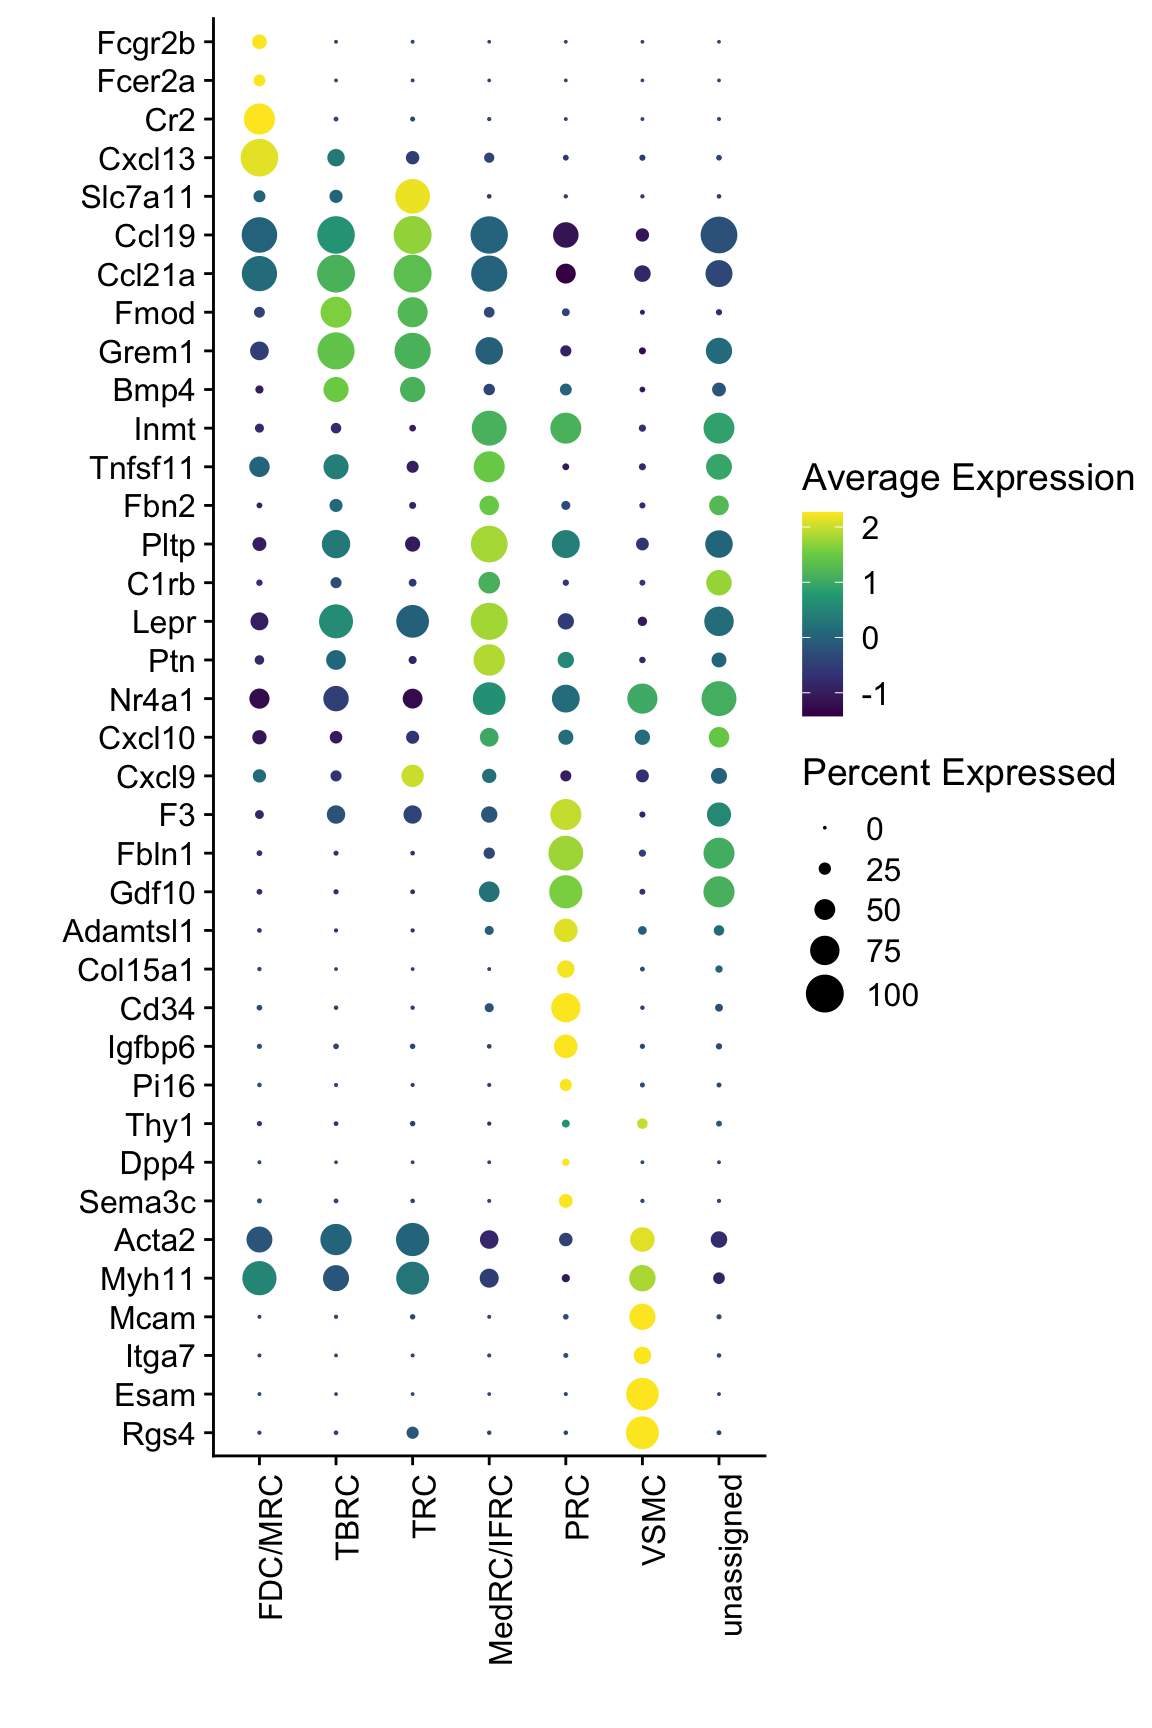 Fcgr2b
Fcer2a
Cr2
Cxcl13
Slc7a11
Ccl19
Ccl21a
Fmod
Grem1
Bmp4
Inmt
Tnfsf11
Fbn2
Pltp
C1rb
Lepr
Ptn
Nr4a1
Cxcl10
Cxcl9
F3
Fbln1
Gdf10
Adamtsl1
Col15a1
Cd34
Igfbp6
Pi16
Thy1
Dpp4
Sema3c
Acta2
Myh11
Mcam
Itga7
Esam
Rgs4
FDC/MRC
TBRC
TRC
MedRC/IFRC
PRC
VSMC
unassigned
Average Expression
2
1
0
-1
Percent Expressed
0
25
50
75
100